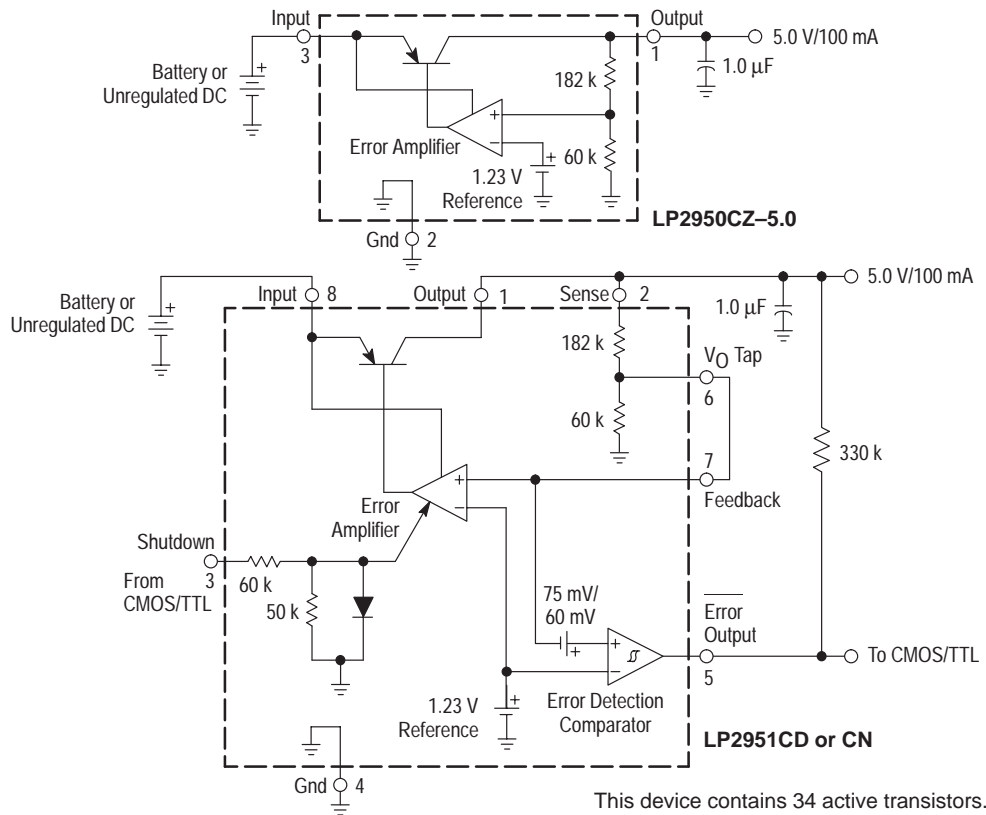 Input
3
Output
1
5.0 V/100 mA
1.0 μF
Battery or
Unregulated DC
182 k
+
–
Error Amplifier
+
60 k
1.23 V
Reference
LP2950CZ–5.0
Gnd
2
Battery or
Unregulated DC
+
Input
8
Output
1
Sense
2
5.0 V/100 mA
1.0 μF
182 k
VO Tap
6
60 k
330 k
7
Feedback
+
–
Error
Amplifier
Shutdown
3
From
CMOS/TTL
60 k
50 k
75 mV/
60 mV
+
+
–
Error
Output
5
To CMOS/TTL
1.23 V
Reference
+
Error Detection
Comparator
LP2951CD or CN
Gnd
4
This device contains 34 active transistors.